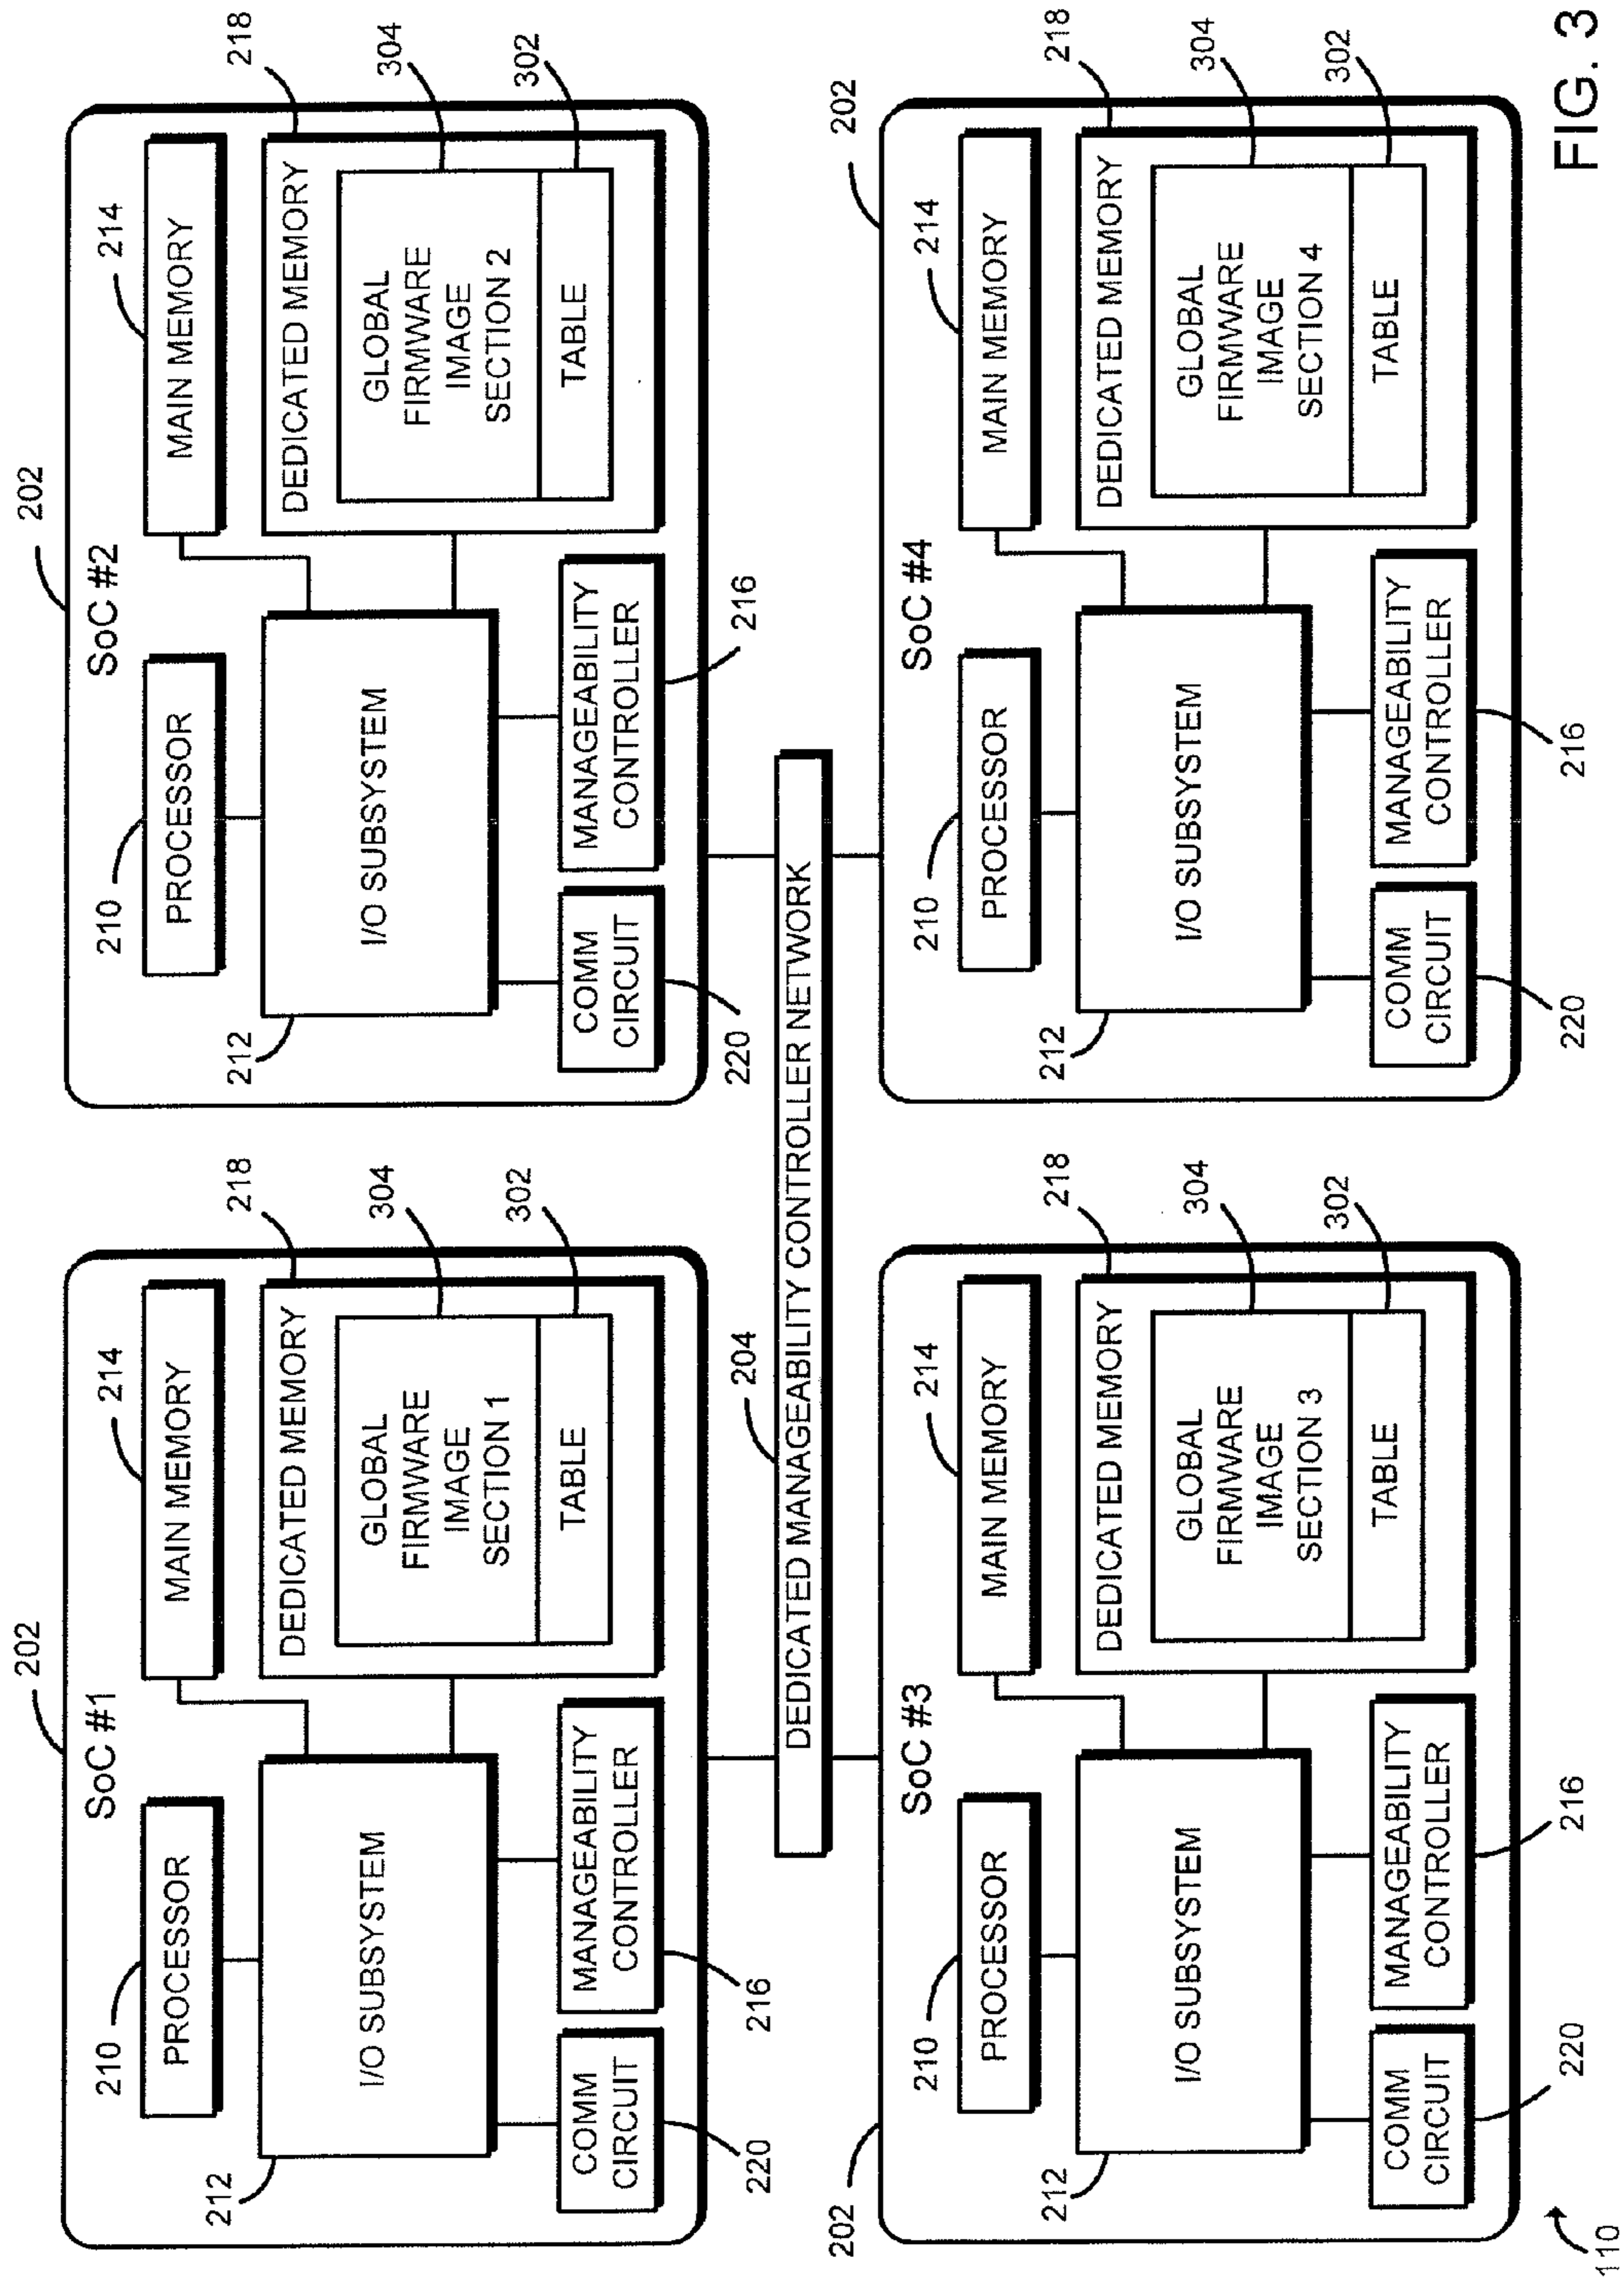 202
SoC #1
210
PROCESSOR
214
MAIN MEMORY
212
I/O SUBSYSTEM
218
DEDICATED MEMORY
304
GLOBAL
FIRMWARE
IMAGE
SECTION 1
302
TABLE
COMM
CIRCUIT
220
MANAGEABILITY
CONTROLLER
216
202
SoC #2
210
PROCESSOR
214
MAIN MEMORY
212
I/O SUBSYSTEM
218
DEDICATED MEMORY
304
GLOBAL
FIRMWARE
IMAGE
SECTION 2
302
TABLE
COMM
CIRCUIT
220
MANAGEABILITY
CONTROLLER
216
204
DEDICATED MANAGEABILITY CONTROLLER NETWORK
202
SoC #3
210
PROCESSOR
214
MAIN MEMORY
212
I/O SUBSYSTEM
218
DEDICATED MEMORY
304
GLOBAL
FIRMWARE
IMAGE
SECTION 3
302
TABLE
COMM
CIRCUIT
220
MANAGEABILITY
CONTROLLER
216
202
SoC #4
210
PROCESSOR
214
MAIN MEMORY
212
I/O SUBSYSTEM
218
DEDICATED MEMORY
304
GLOBAL
FIRMWARE
IMAGE
SECTION 4
302
TABLE
COMM
CIRCUIT
220
MANAGEABILITY
CONTROLLER
216
110
FIG. 3